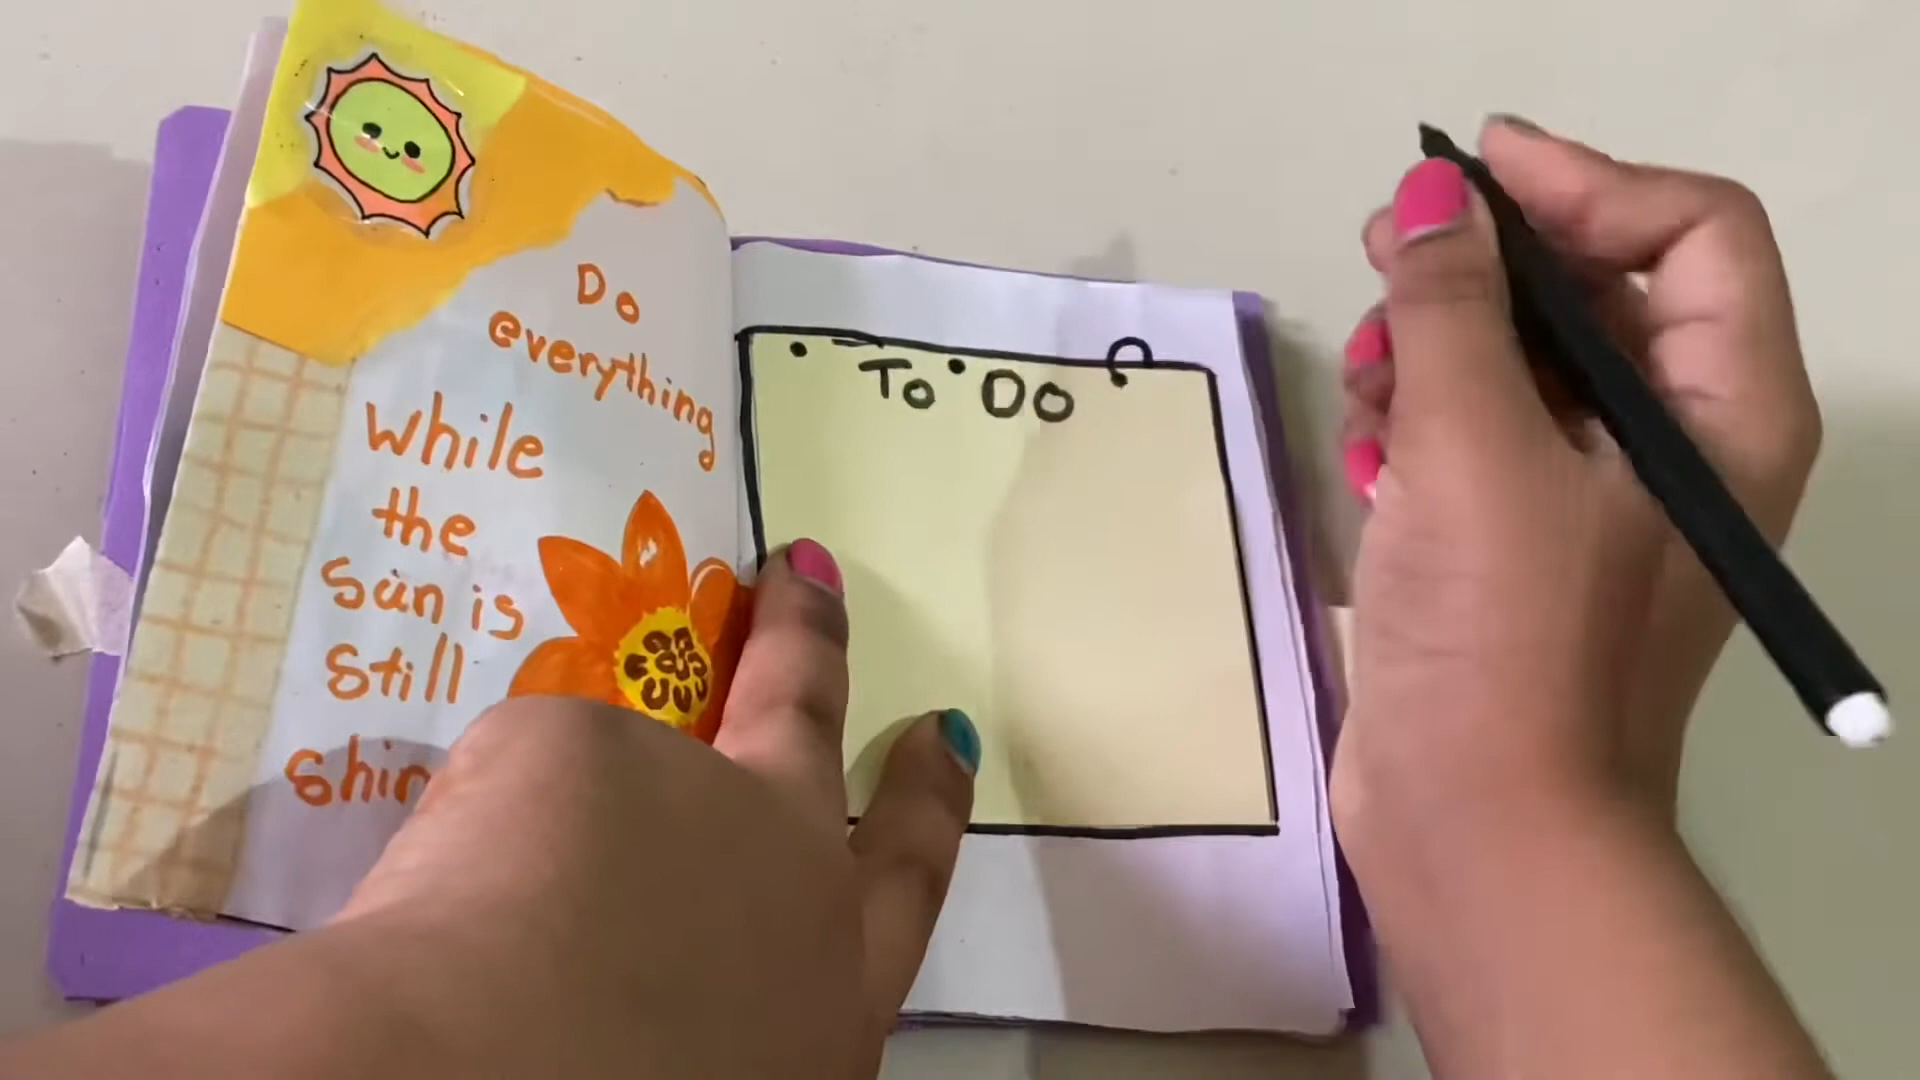 Do
everything
while
the
sun is
still
To Do